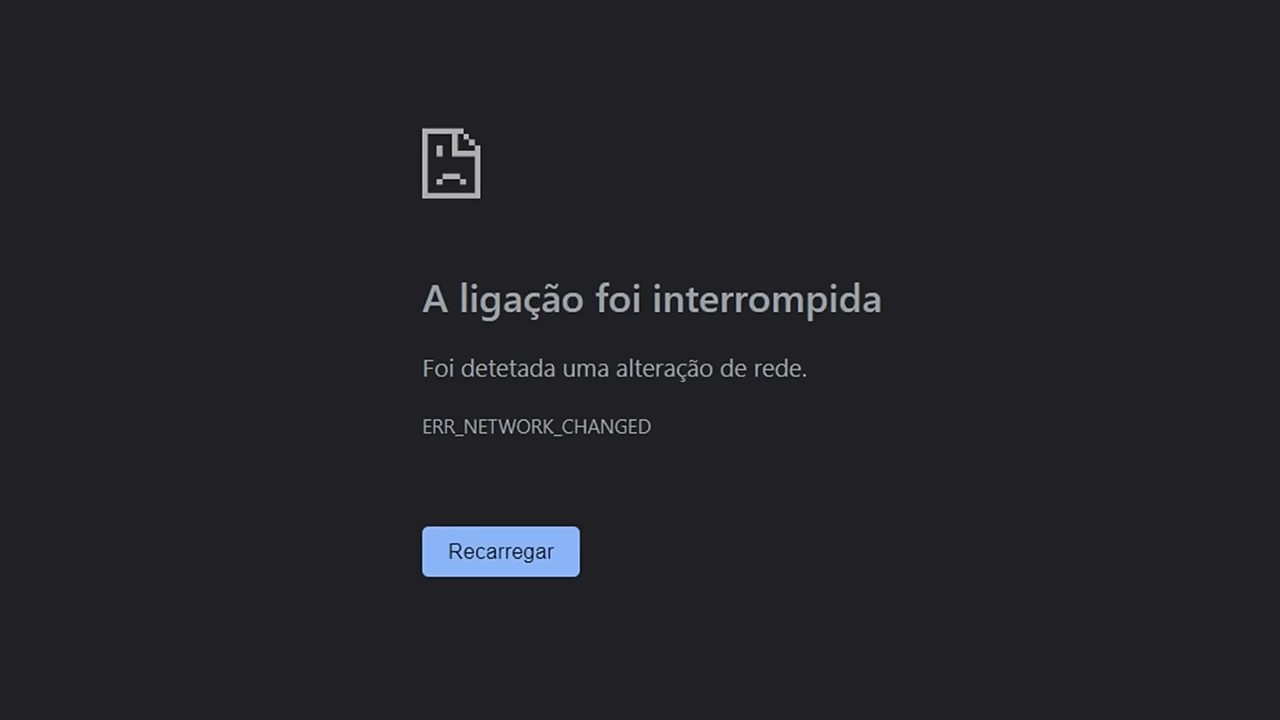 A ligação foi interrompida
Foi detetada uma alteração de rede.
ERR_NETWORK_CHANGED
Recarregar